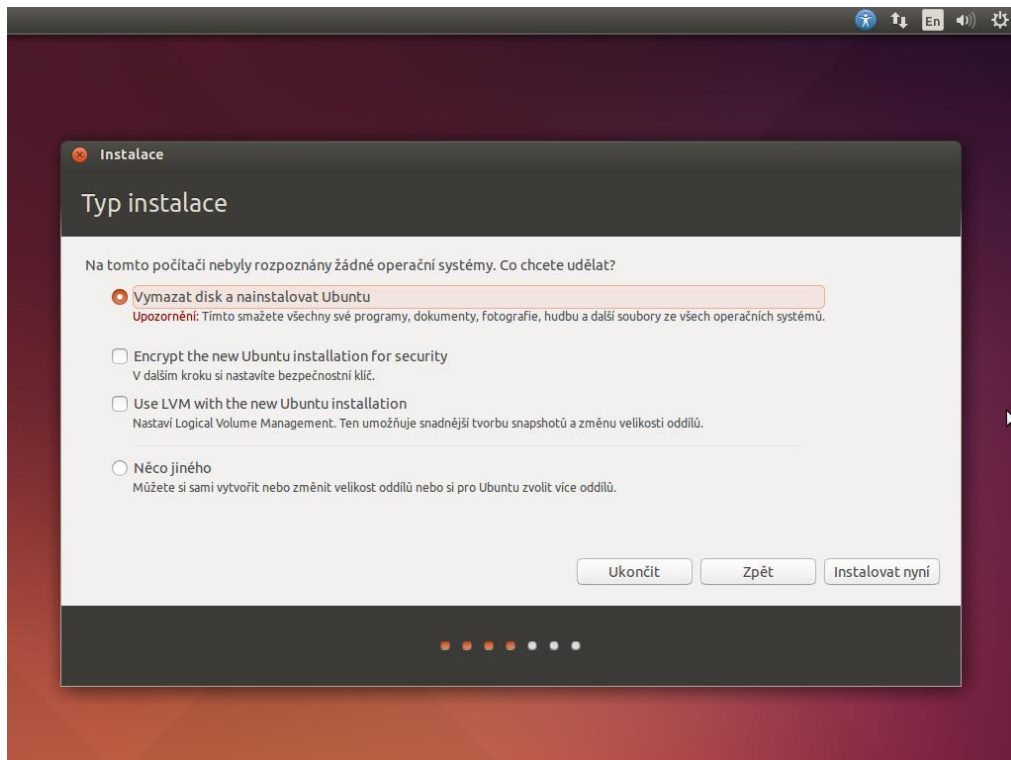 En
Instalace
Typ instalace
Na tomto počítači nebyly rozpoznány žádné operační systémy. Co chcete udělat?
Vymazat disk a nainstalovat Ubuntu
Upozornění: Tímto smažete všechny své programy, dokumenty, fotografie, hudbu a další soubory ze všech operačních systémů.
Encrypt the new Ubuntu installation for security
V dalším kroku si nastavíte bezpečnostní klíč.
Use LVM with the new Ubuntu installation
Nastaví Logical Volume Management. Ten umožňuje snadnější tvorbu snapshotů a změnu velikosti oddílů.
Něco jiného
Můžete si sami vytvořit nebo změnit velikost oddílů nebo si pro Ubuntu zvolit více oddílů.
Ukončit Zpět Instalovat nyní